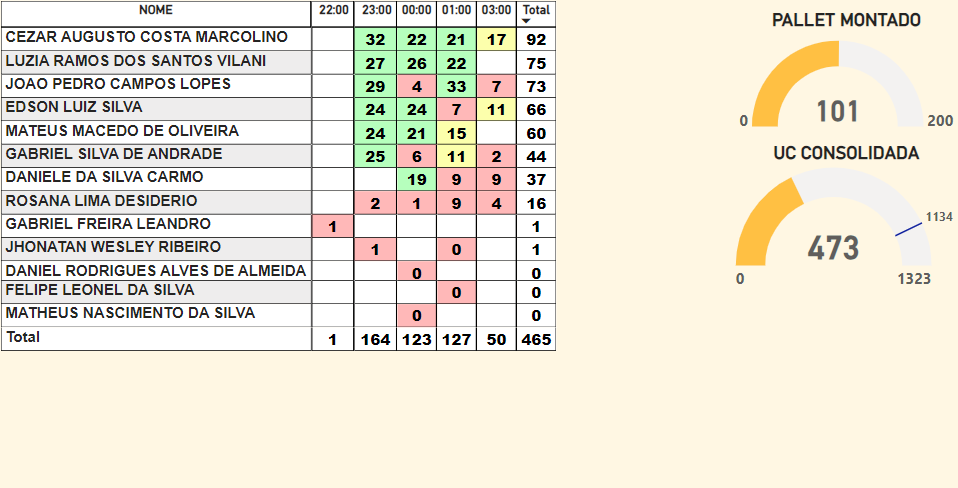 NOME 22:00 23:00 00:00 01:00 03:00 Total
CEZAR AUGUSTO COSTA MARCOLINO 32 22 21 17 92
LUZIA RAMOS DOS SANTOS VILANI 27 26 22 75
JOAO PEDRO CAMPOS LOPES 29 4 33 7 73
EDSON LUIZ SILVA 24 24 7 11 66
MATEUS MACEDO DE OLIVEIRA 24 21 15 60
GABRIEL SILVA DE ANDRADE 25 6 11 2 44
DANIELE DA SILVA CARMO 19 9 9 37
ROSANA LIMA DESIDERIO 2 1 9 4 16
GABRIEL FREIRA LEANDRO 1 1
JHONATAN WESLEY RIBEIRO 1 0 1
DANIEL RODRIGUES ALVES DE ALMEIDA 0 0
FELIPE LEONEL DA SILVA 0 0
MATHEUS NASCIMENTO DA SILVA 0 0
Total 1 164 123 127 50 465
PALLET MONTADO
101
0 200
UC CONSOLIDADA
1134
473
0 1323